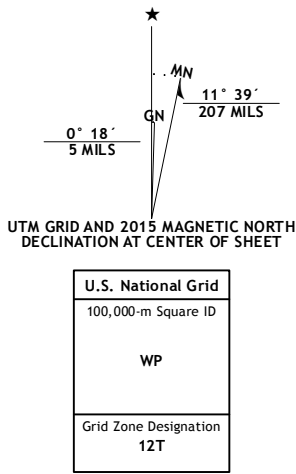 MN
11° 39´
207 MILS
GN
0° 18´
5 MILS
UTM GRID AND 2015 MAGNETIC NORTH
DECLINATION AT CENTER OF SHEET
U.S. National Grid
100,000-m Square ID
WP
Grid Zone Designation
12T